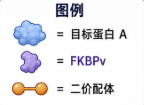 图例
= 目标蛋白 A
= FKBPv
= 二价配体